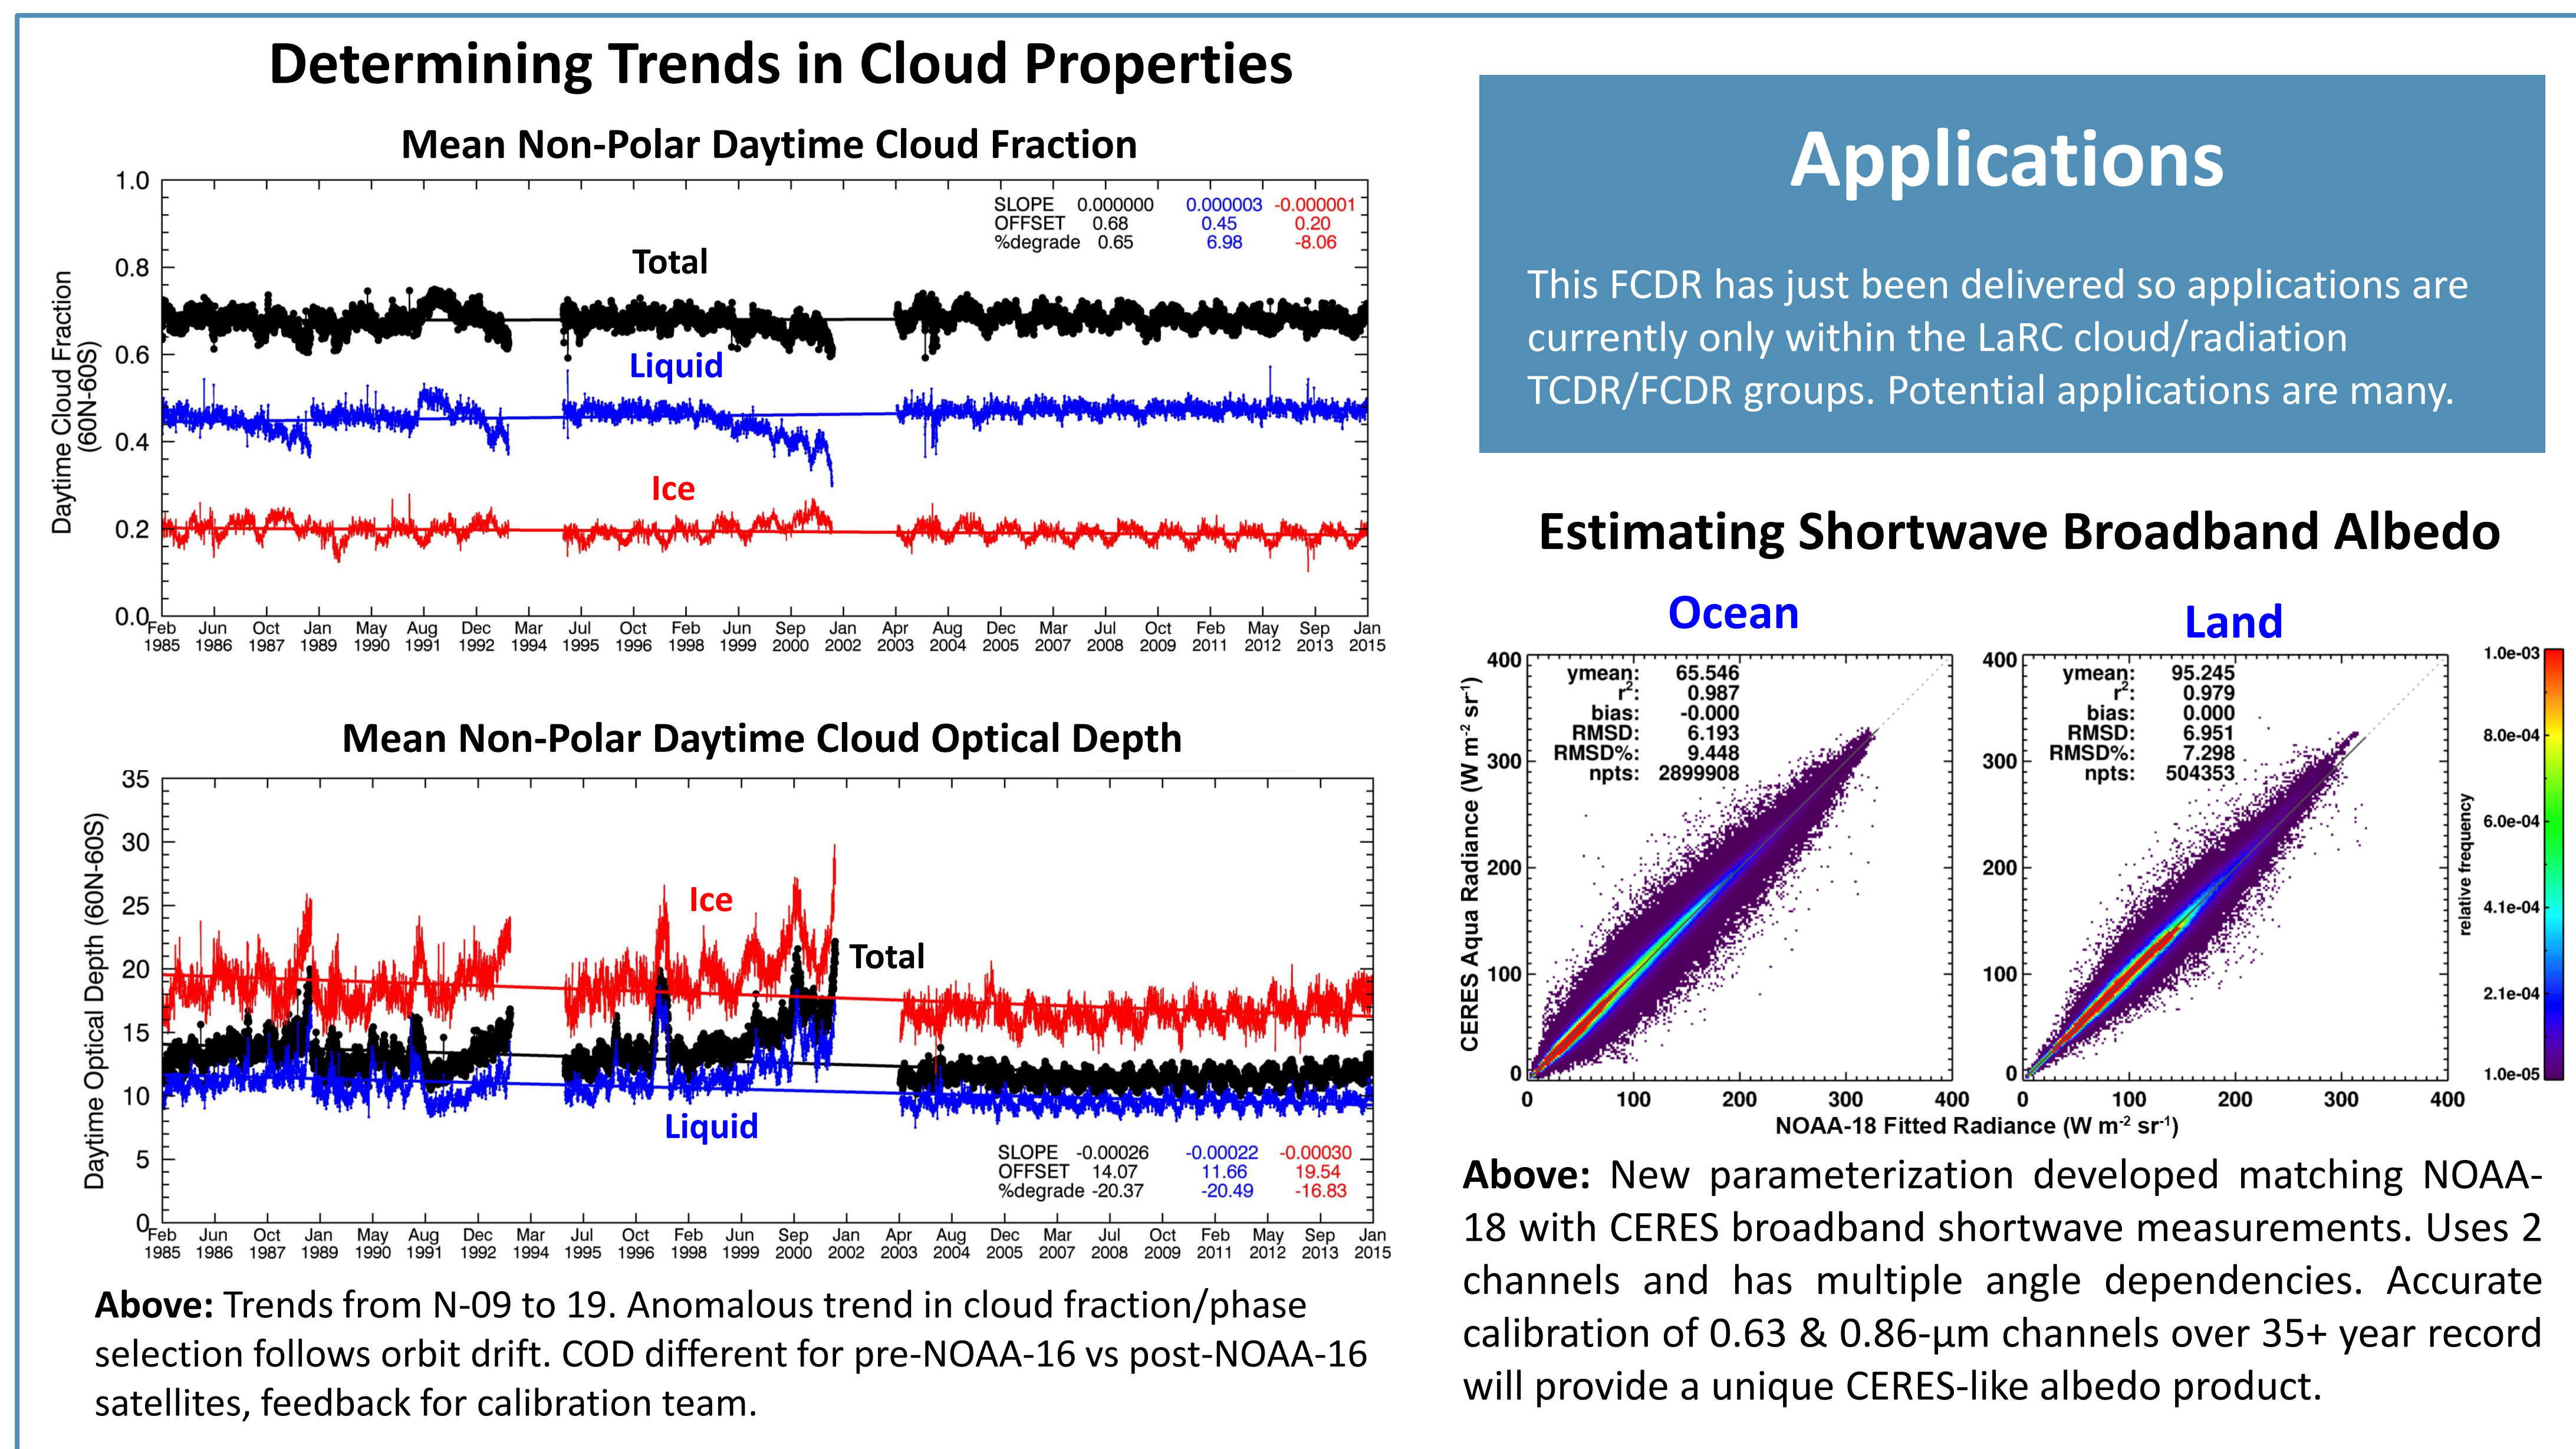 Determining Trends in Cloud Properties
Mean Non-Polar Daytime Cloud Fraction
Daytime Cloud Fraction
(60N-60S)
1.0
0.8
0.6
0.4
0.2
0.0
SLOPE 0.000000 0.000003 -0.000001
OFFSET 0.68 0.45 0.20
%degrade 0.65 6.98 -8.06
Total
Liquid
Ice
Feb Jun Oct Jan May Aug Dec Mar Jul Oct Feb Jun Sep Jan Apr Aug Dec Mar Jul Oct Feb May Sep Jan
1985 1986 1987 1989 1990 1991 1992 1994 1995 1996 1998 1999 2000 2002 2003 2004 2005 2007 2008 2009 2011 2012 2013 2015
Mean Non-Polar Daytime Cloud Optical Depth
Daytime Optical Depth (60N-60S)
35
30
25
20
15
10
5
0
Ice
Total
Liquid
SLOPE -0.00026 -0.00022 -0.00030
OFFSET 14.07 11.66 19.54
%degrade -20.37 -20.49 -16.83
Feb Jun Oct Jan May Aug Dec Mar Jul Oct Feb Jun Sep Jan Apr Aug Dec Mar Jul Oct Feb May Sep Jan
1985 1986 1987 1989 1990 1991 1992 1994 1995 1996 1998 1999 2000 2002 2003 2004 2005 2007 2008 2009 2011 2012 2013 2015
Above: Trends from N-09 to 19. Anomalous trend in cloud fraction/phase
selection follows orbit drift. COD different for pre-NOAA-16 vs post-NOAA-16
satellites, feedback for calibration team.
Applications
This FCDR has just been delivered so applications are
currently only within the LaRC cloud/radiation
TCDR/FCDR groups. Potential applications are many.
Estimating Shortwave Broadband Albedo
Ocean
CERES Aqua Radiance (W m⁻² sr⁻¹)
400
300
200
100
0
ymean: 65.546
r²: 0.987
bias: -0.000
RMSD: 6.193
RMSD%: 9.448
npts: 2899908
0 100 200 300 400
Land
400
300
200
100
0
ymean: 95.245
r²: 0.979
bias: 0.000
RMSD: 6.951
RMSD%: 7.298
npts: 504353
0 100 200 300 400
NOAA-18 Fitted Radiance (W m⁻² sr⁻¹)
relative frequency
1.0e-03
8.0e-04
6.0e-04
4.1e-04
2.1e-04
1.0e-05
Above: New parameterization developed matching NOAA-
18 with CERES broadband shortwave measurements. Uses 2
channels and has multiple angle dependencies. Accurate
calibration of 0.63 & 0.86-µm channels over 35+ year record
will provide a unique CERES-like albedo product.